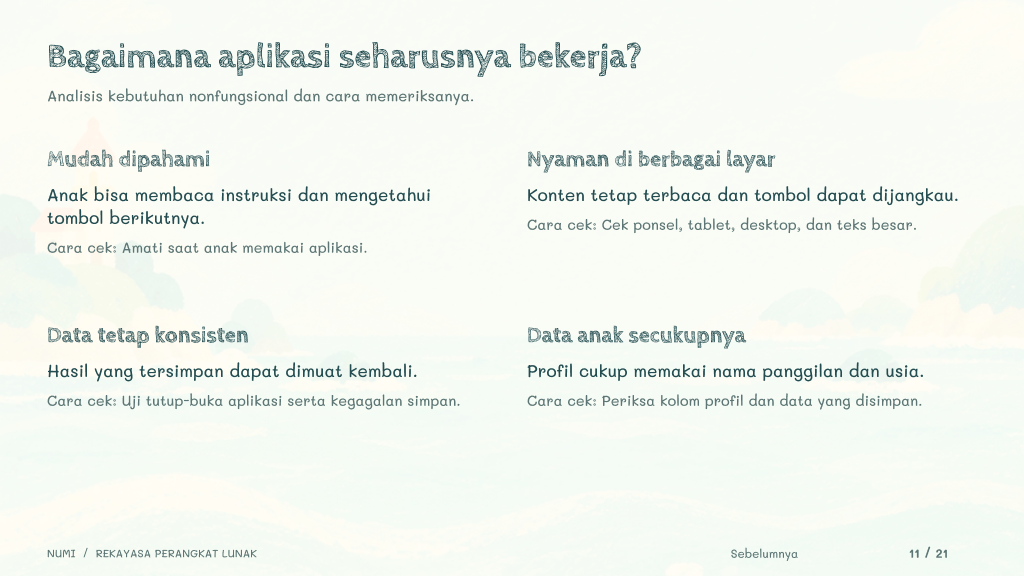 Bagaimana aplikasi seharusnya bekerja?
Analisis kebutuhan nonfungsional dan cara memeriksanya.
Mudah dipahami
Anak bisa membaca instruksi dan mengetahui
tombol berikutnya.
Cara cek: Amati saat anak memakai aplikasi.
Nyaman di berbagai layar
Konten tetap terbaca dan tombol dapat dijangkau.
Cara cek: Cek ponsel, tablet, desktop, dan teks besar.
Data tetap konsisten
Hasil yang tersimpan dapat dimuat kembali.
Cara cek: Uji tutup-buka aplikasi serta kegagalan simpan.
Data anak secukupnya
Profil cukup memakai nama panggilan dan usia.
Cara cek: Periksa kolom profil dan data yang disimpan.
NUMI / REKAYASA PERANGKAT LUNAK
Sebelumnya
11 / 21